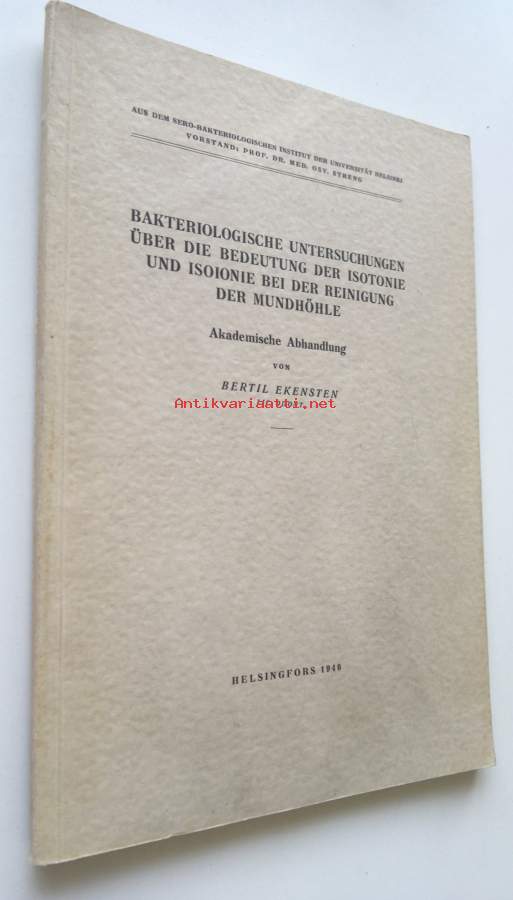 AUS DEM SERO-BAKTERIOLOGISCHEN INSTITUT DER UNIVERSITÄT HELSINKI
VORSTAND: PROF. DR. MED. OSV. STRENG
BAKTERIOLOGISCHE UNTERSUCHUNGEN
ÜBER DIE BEDEUTUNG DER ISOTONIE
UND ISOIONIE BEI DER REINIGUNG
DER MUNDHÖHLE
Akademische Abhandlung
VON
BERTIL EKENSTEN
Antikvariaatti.net
HELSINGFORS 1940